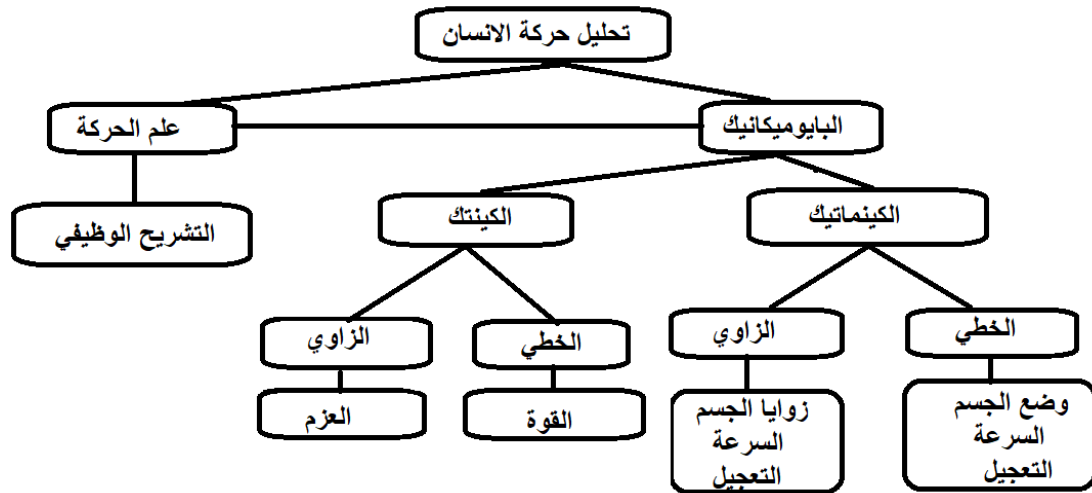 تحليل حركة الانسان
البايوميكانيك
علم الحركة
الكينماتيك
الكينتك
التشريح الوظيفي
الخطي
الزاوي
الخطي
الزاوي
وضع الجسم
السرعة
التعجيل
زوايا الجسم
السرعة
التعجيل
القوة
العزم